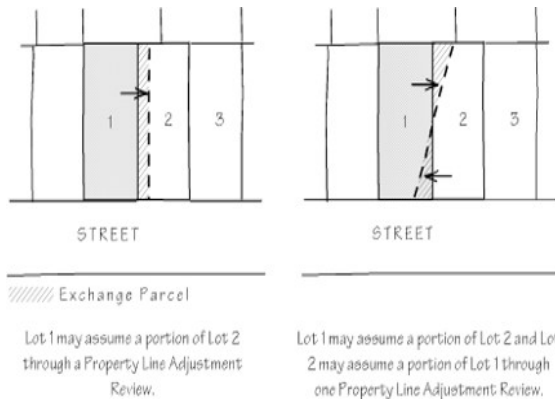 1
2
3
STREET
Exchange Parcel
Lot 1 may assume a portion of Lot 2
through a Property Line Adjustment
Review.
1
2
3
STREET
Lot 1 may assume a portion of Lot 2 and Lot
2 may assume a portion of Lot 1 through
one Property Line Adjustment Review.